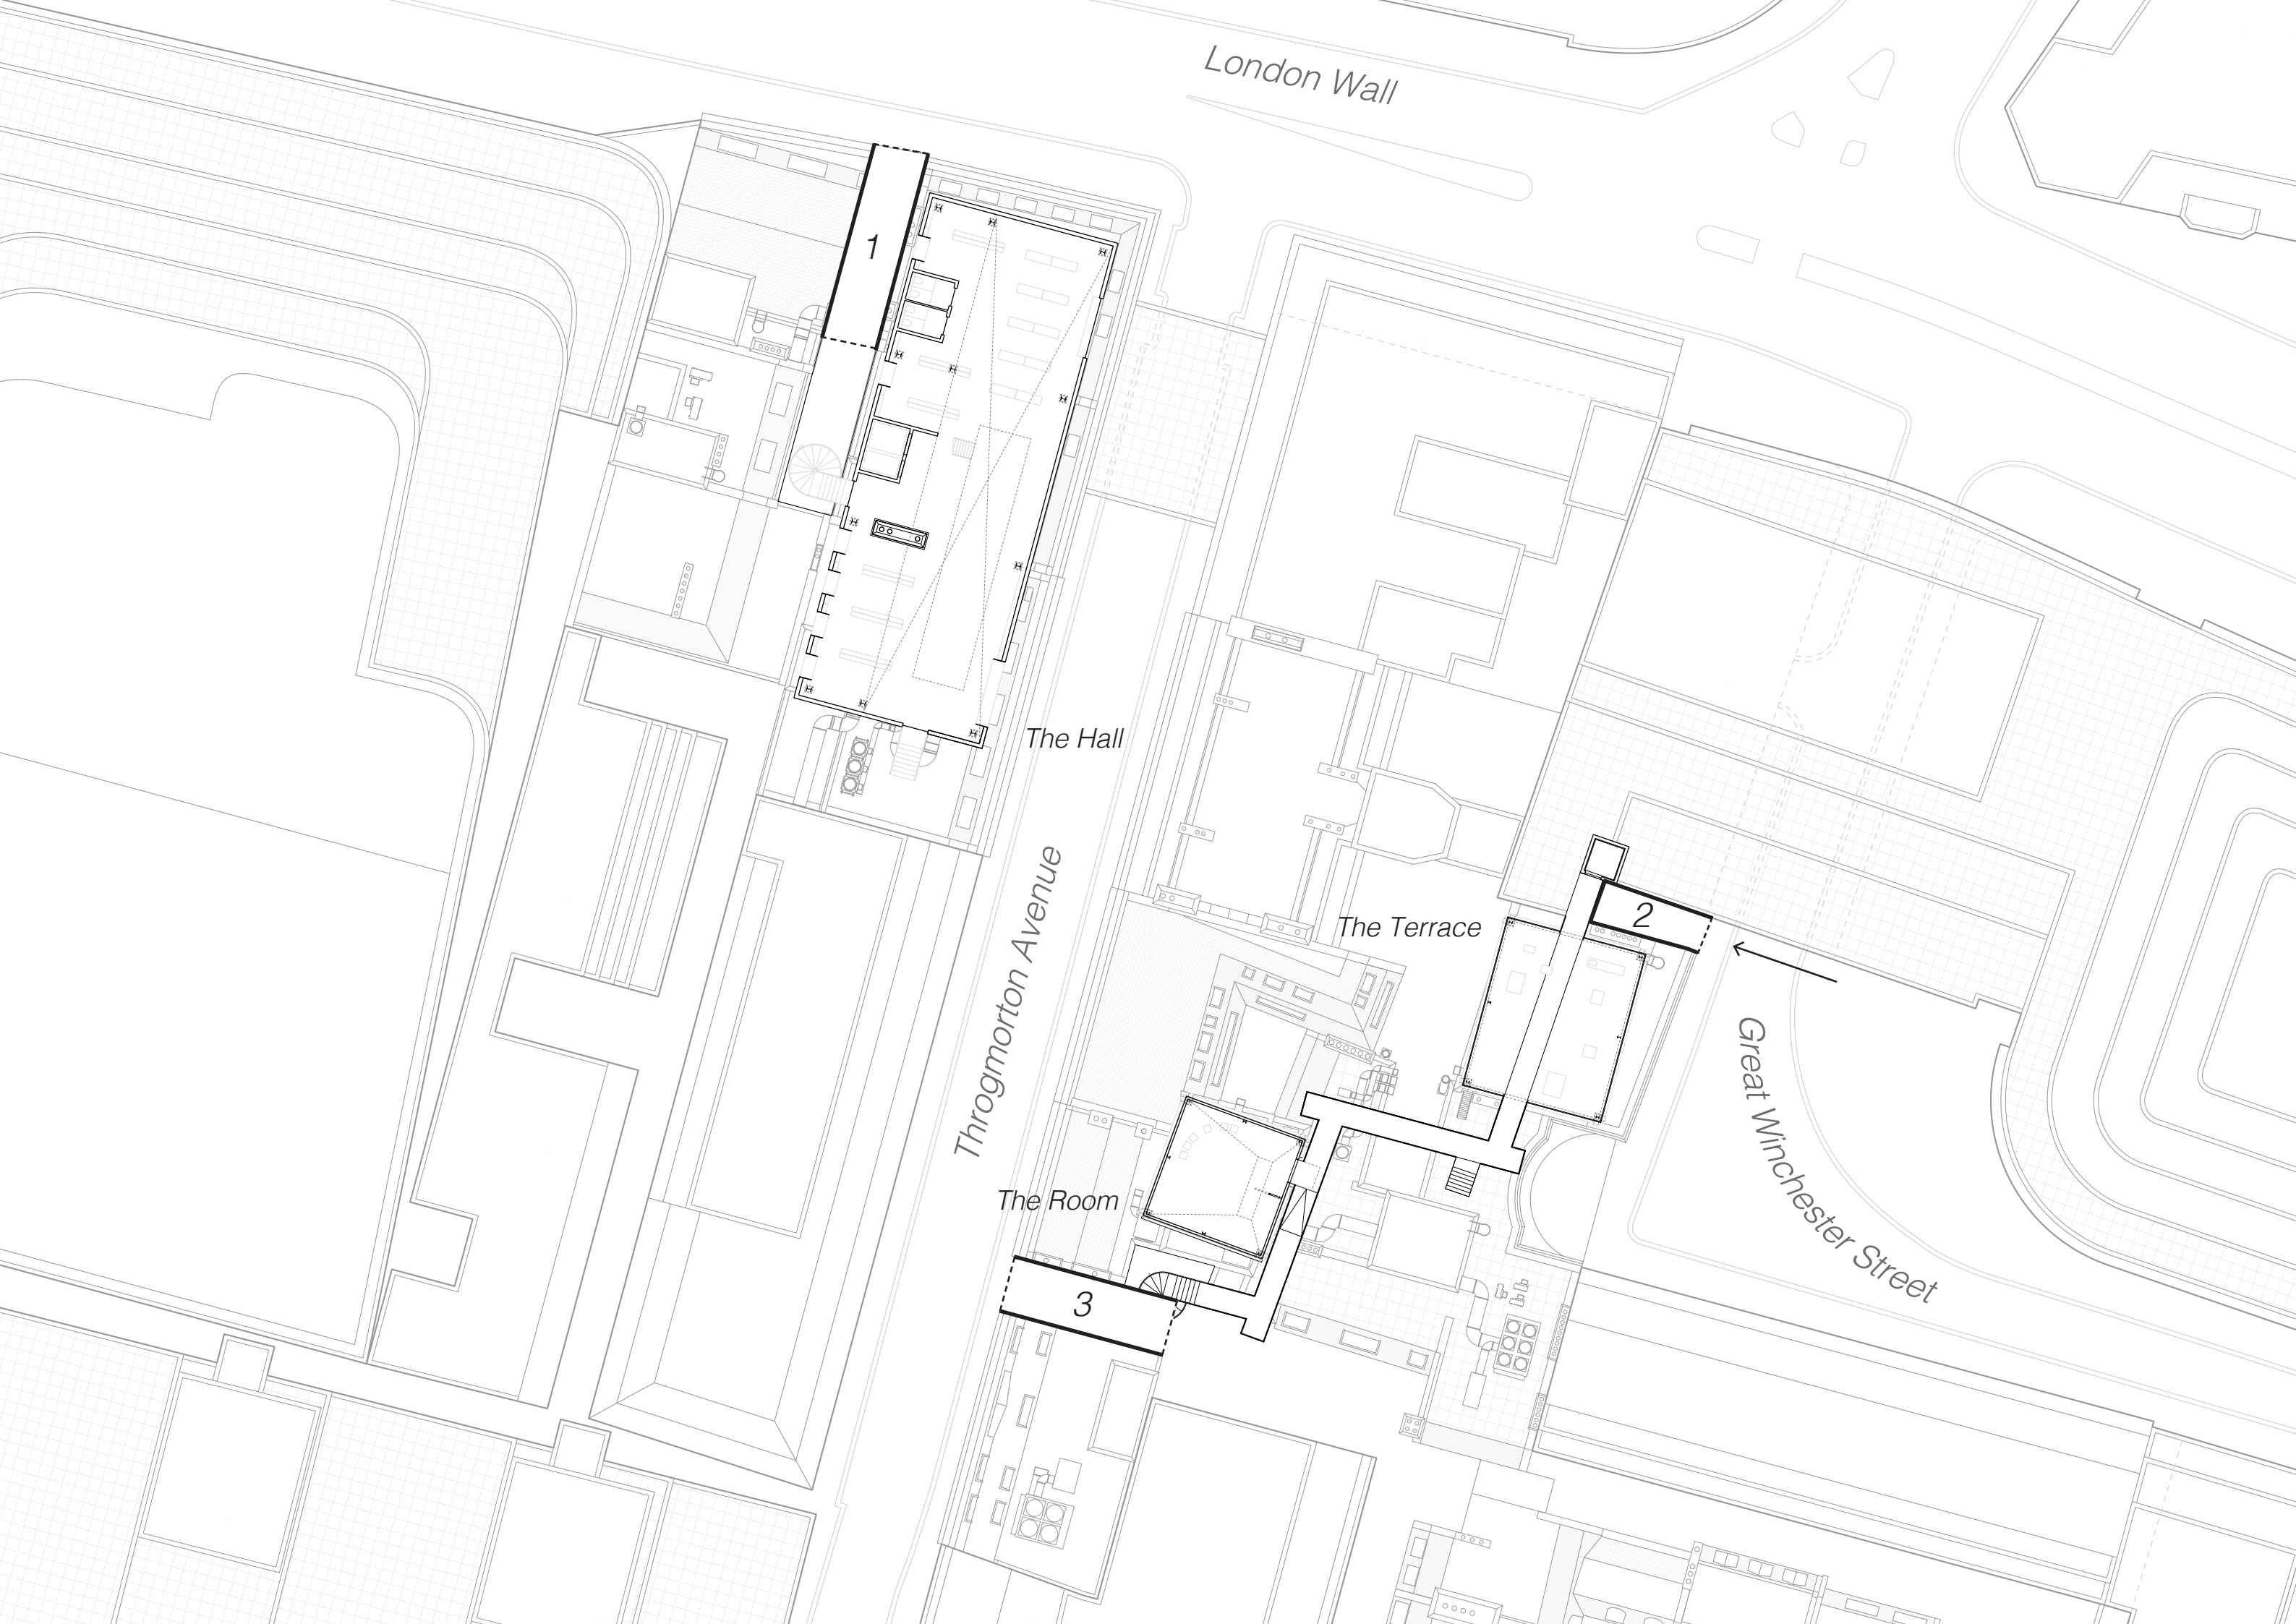 London Wall
1
The Hall
Throgmorton Avenue
The Terrace
2
Great Winchester Street
The Room
3